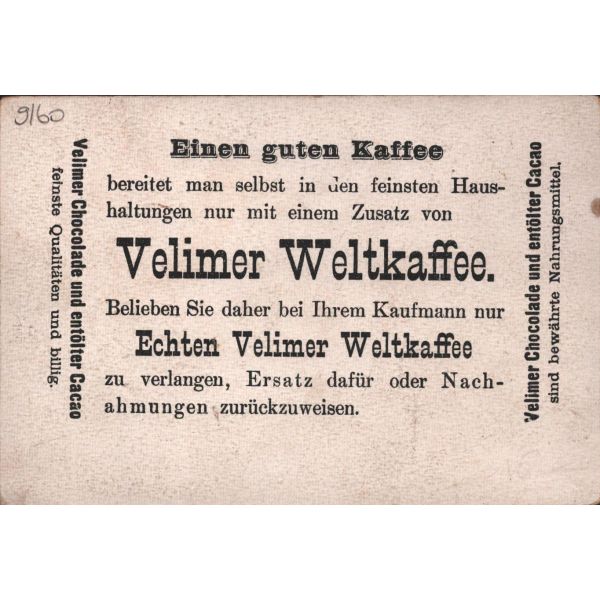 9/60
Einen guten Kaffee
bereitet man selbst in den feinsten Haus-
haltungen nur mit einem Zusatz von
Velimer Weltkaffee.
Belieben Sie daher bei Ihrem Kaufmann nur
Echten Velimer Weltkaffee
zu verlangen, Ersatz dafür oder Nach-
ahmungen zurückzuweisen.
Velimer Chocolade und entölter Cacao
feinste Qualitäten und billig.
Velimer Chocolade und entölter Cacao
sind bewährte Nahrungsmittel.